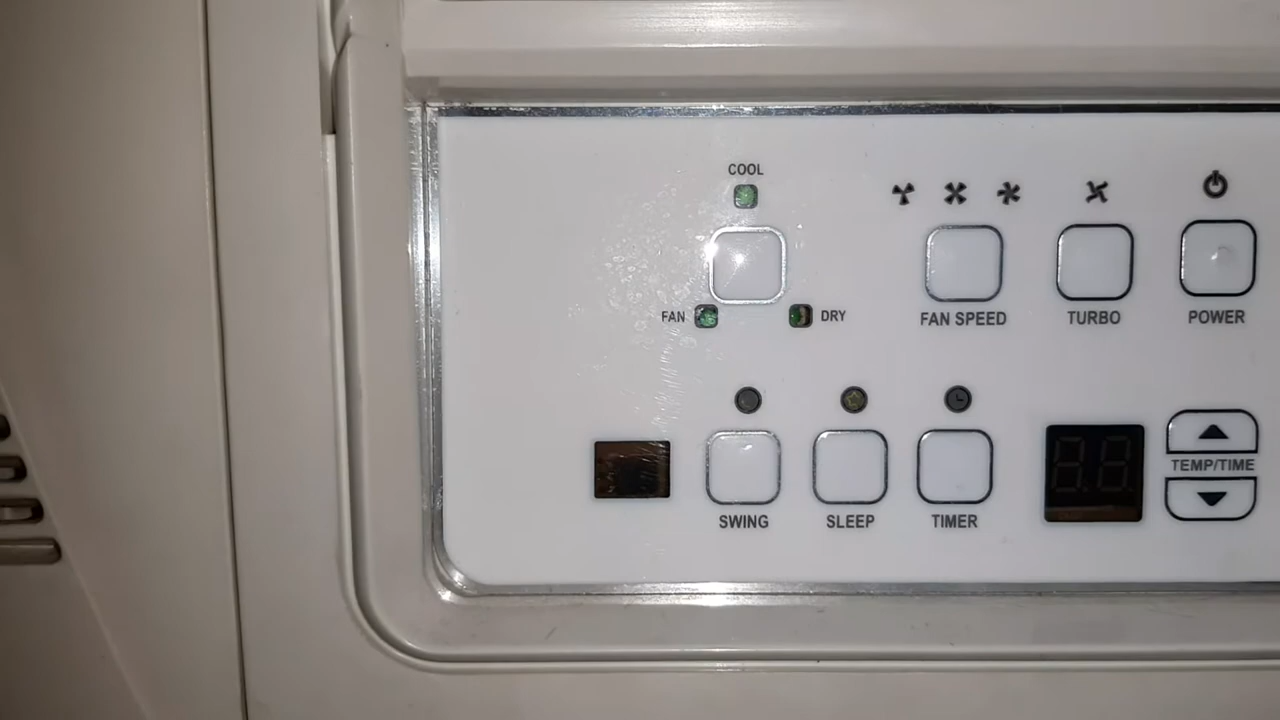 COOL
FAN
DRY
FAN SPEED
TURBO
POWER
SWING
SLEEP
TIMER
TEMP/TIME